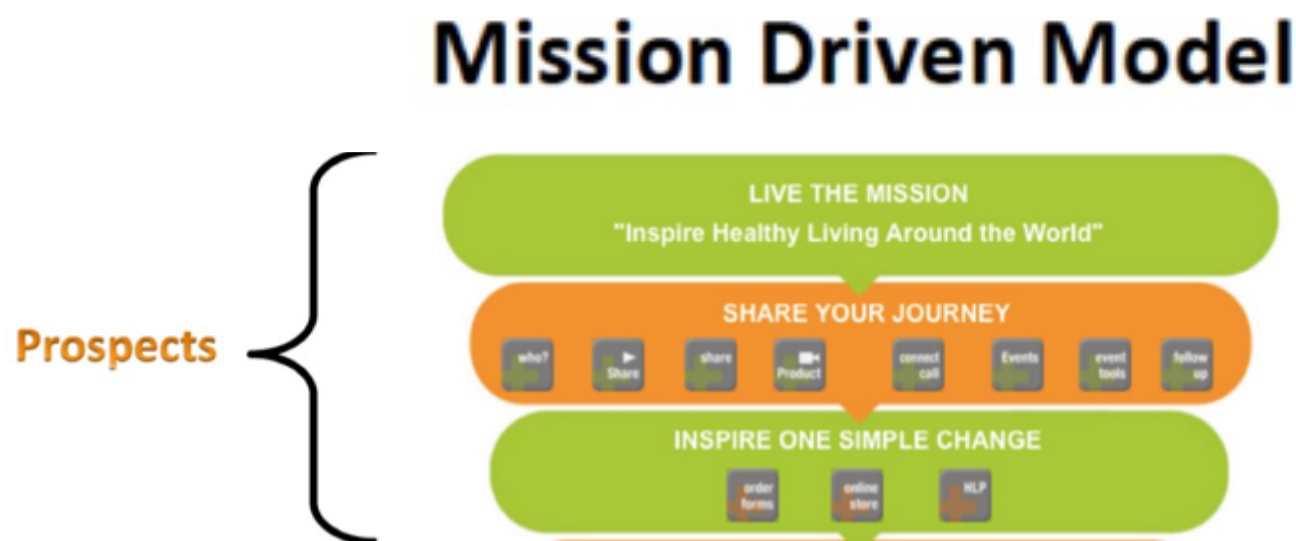 Mission Driven Model
LIVE THE MISSION
"Inspire Healthy Living Around the World"
Prospects
SHARE YOUR JOURNEY
who?
Share
share
Product
connect
call
Events
event
tools
follow
up
INSPIRE ONE SIMPLE CHANGE
order
forms
online
store
HLP